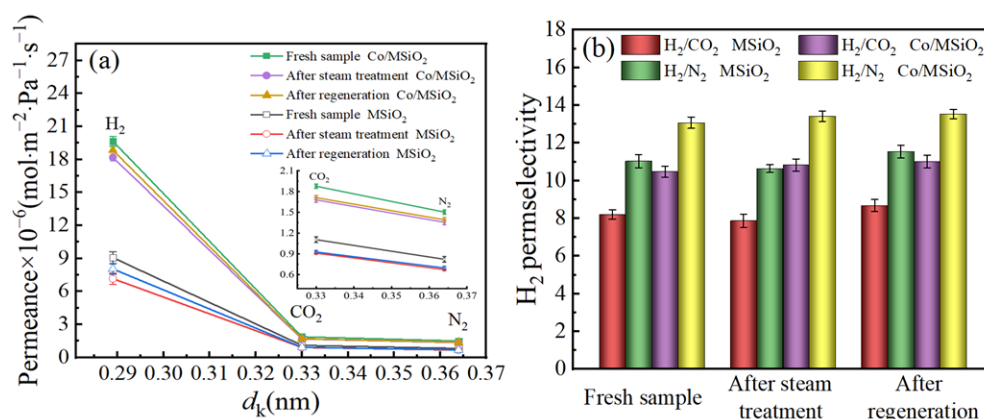 (a)
Permeance×10⁻⁶(mol·m⁻²·Pa⁻¹·s⁻¹)
27
24
21
18
15
12
9
6
3
0
Fresh sample Co/MSiO₂
After steam treatment Co/MSiO₂
After regeneration Co/MSiO₂
Fresh sample MSiO₂
After steam treatment MSiO₂
After regeneration MSiO₂
H₂
CO₂
N₂
2.1
1.8
1.5
1.2
0.9
0.6
CO₂
N₂
0.33 0.34 0.35 0.36 0.37
0.29 0.30 0.31 0.32 0.33 0.34 0.35 0.36 0.37
dₖ(nm)
(b)
H₂ permselectivity
18
16
14
12
10
8
6
4
2
0
H₂/CO₂ MSiO₂ H₂/CO₂ Co/MSiO₂
H₂/N₂ MSiO₂ H₂/N₂ Co/MSiO₂
Fresh sample
After steam
treatment
After
regeneration